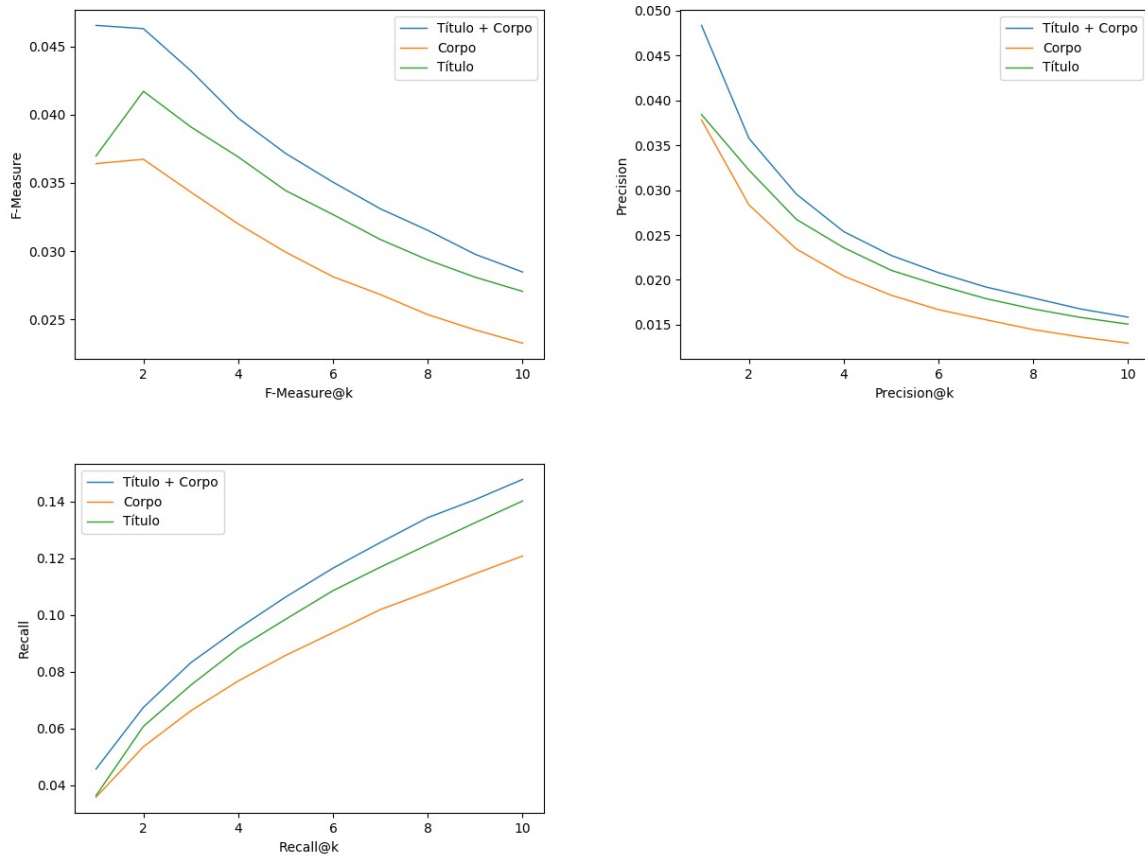 Título + Corpo
Corpo
Título
0.045
0.040
0.035
0.030
0.025
F-Measure
2 4 6 8 10
F-Measure@k
Título + Corpo
Corpo
Título
0.050
0.045
0.040
0.035
0.030
0.025
0.020
0.015
Precision
2 4 6 8 10
Precision@k
Título + Corpo
Corpo
Título
0.14
0.12
0.10
0.08
0.06
0.04
Recall
2 4 6 8 10
Recall@k